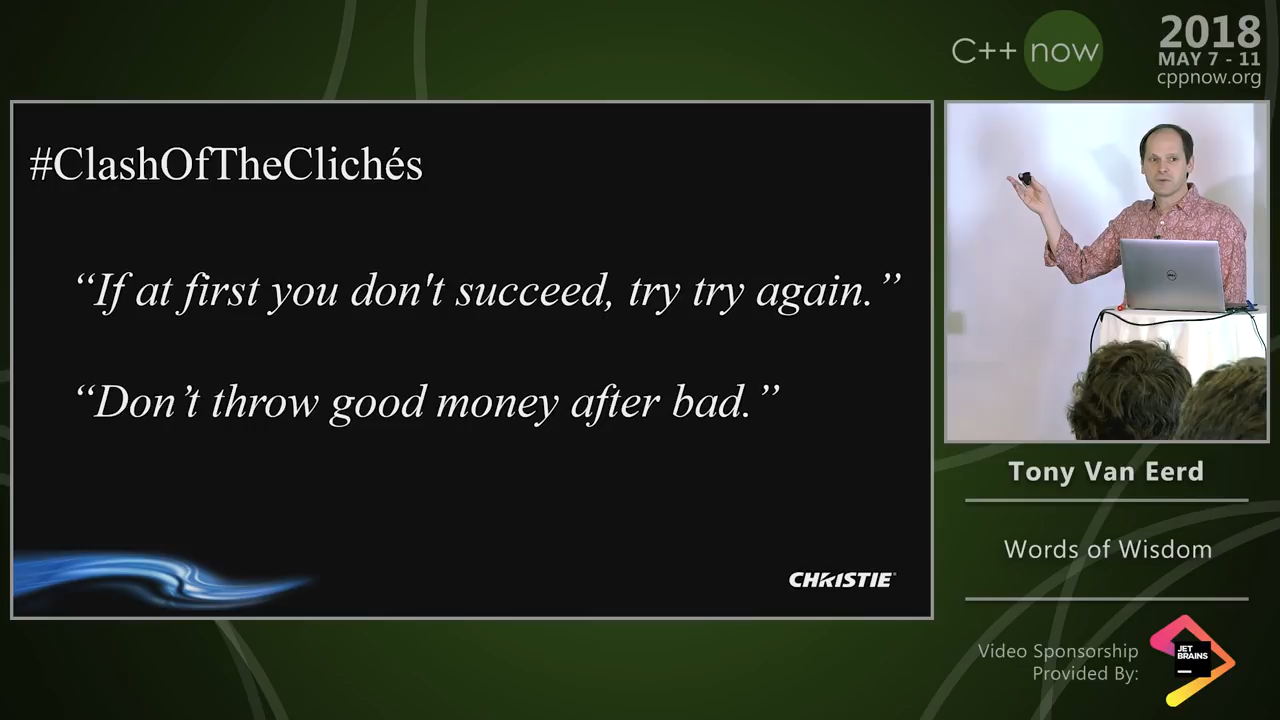 C++ now
2018
MAY 7 - 11
cppnow.org
#ClashOfTheClichés
“If at first you don't succeed, try try again.”
“Don’t throw good money after bad.”
CHRISTIE
Tony Van Eerd
Words of Wisdom
Video Sponsorship
Provided By:
JET
BRAINS